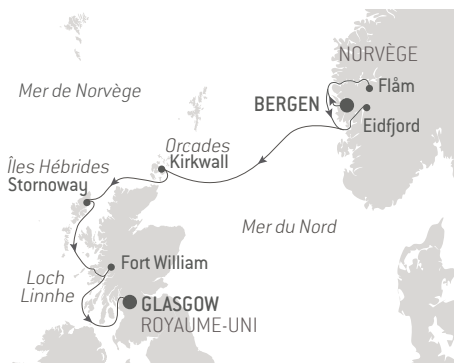 NORVÈGE
Flåm
Mer de Norvège
BERGEN
Eidfjord
Orcades
Kirkwall
Îles Hébrides
Stornoway
Mer du Nord
Fort William
Loch
Linnhe
GLASGOW
ROYAUME-UNI